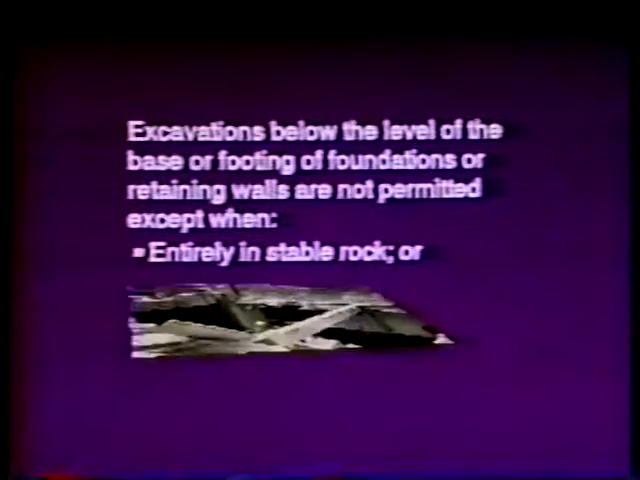 Excavations below the level of the
base or footing of foundations or
retaining walls are not permitted
except when:
▪ Entirely in stable rock; or